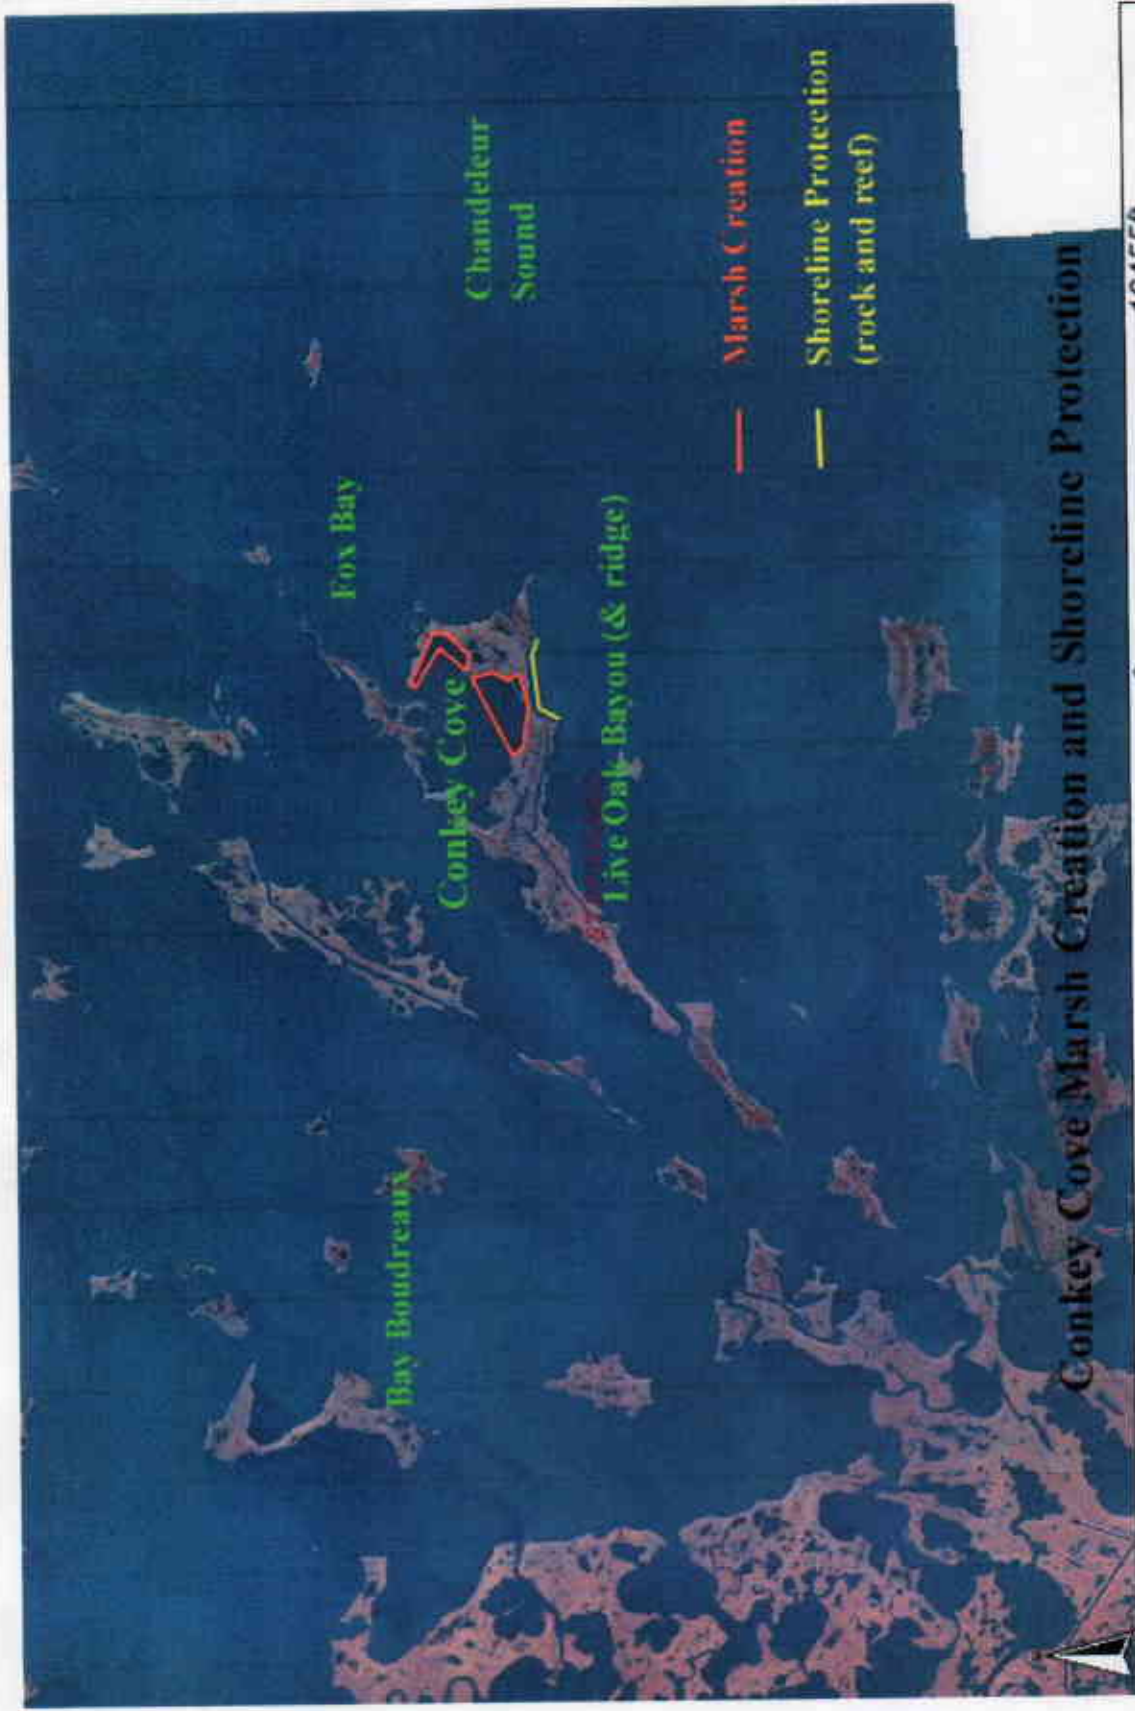 Fox Bay
Chandeleur
Sound
Conkey Cove
Bay Boudreaux
Live Oak Bayou (& ridge)
Marsh Creation
Shoreline Protection
(rock and reef)
Conkey Cove Marsh Creation and Shoreline Protection